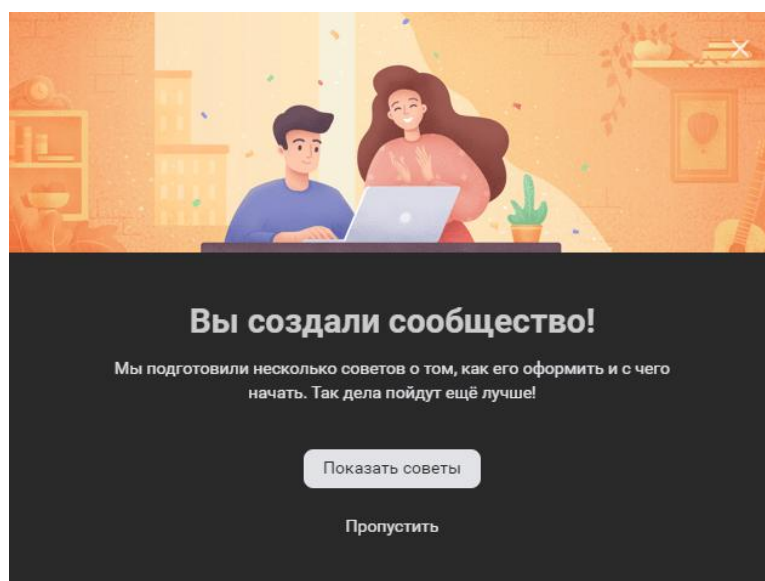 Вы создали сообщество!
Мы подготовили несколько советов о том, как его оформить и с чего
начать. Так дела пойдут ещё лучше!
Показать советы
Пропустить